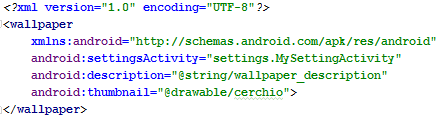 <?xml version="1.0" encoding="UTF-8"?>
<wallpaper
xmlns:android="http://schemas.android.com/apk/res/android"
android:settingsActivity="settings.MySettingActivity"
android:description="@string/wallpaper_description"
android:thumbnail="@drawable/cerchio">
</wallpaper>